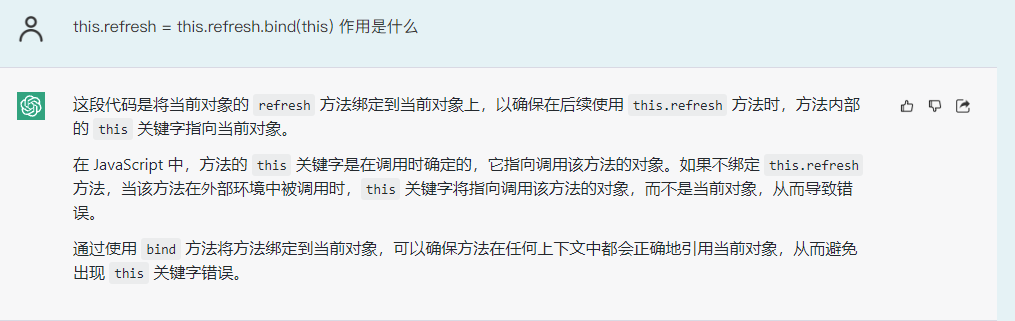 this.refresh = this.refresh.bind(this) 作用是什么
这段代码是将当前对象的 refresh 方法绑定到当前对象上，以确保在后续使用 this.refresh 方法时，方法内部
的 this 关键字指向当前对象。
在 JavaScript 中，方法的 this 关键字是在调用时确定的，它指向调用该方法的对象。如果不绑定 this.refresh
方法，当该方法在外部环境中被调用时，this 关键字将指向调用该方法的对象，而不是当前对象，从而导致错
误。
通过使用 bind 方法将方法绑定到当前对象，可以确保方法在任何上下文中都会正确地引用当前对象，从而避免
出现 this 关键字错误。